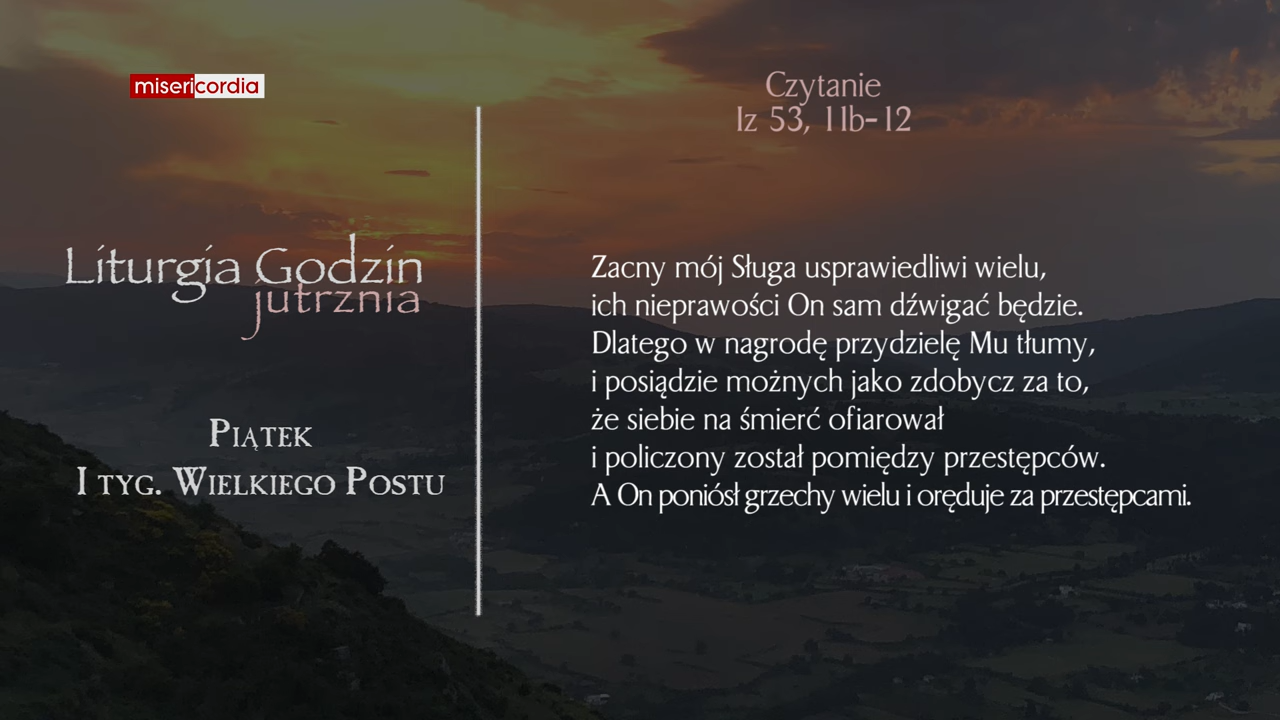 misericordia
Liturgia Godzin
jutrznia
Piątek
I tyg. Wielkiego Postu
Czytanie
Iz 53, 11b-12
Zacny mój Sługa usprawiedliwi wielu,
ich nieprawości On sam dźwigać będzie.
Dlatego w nagrodę przydzielę Mu tłumy,
i posiądzie możnych jako zdobycz za to,
że siebie na śmierć ofiarował
i policzony został pomiędzy przestępców.
A On poniósł grzechy wielu i oręduje za przestępcami.